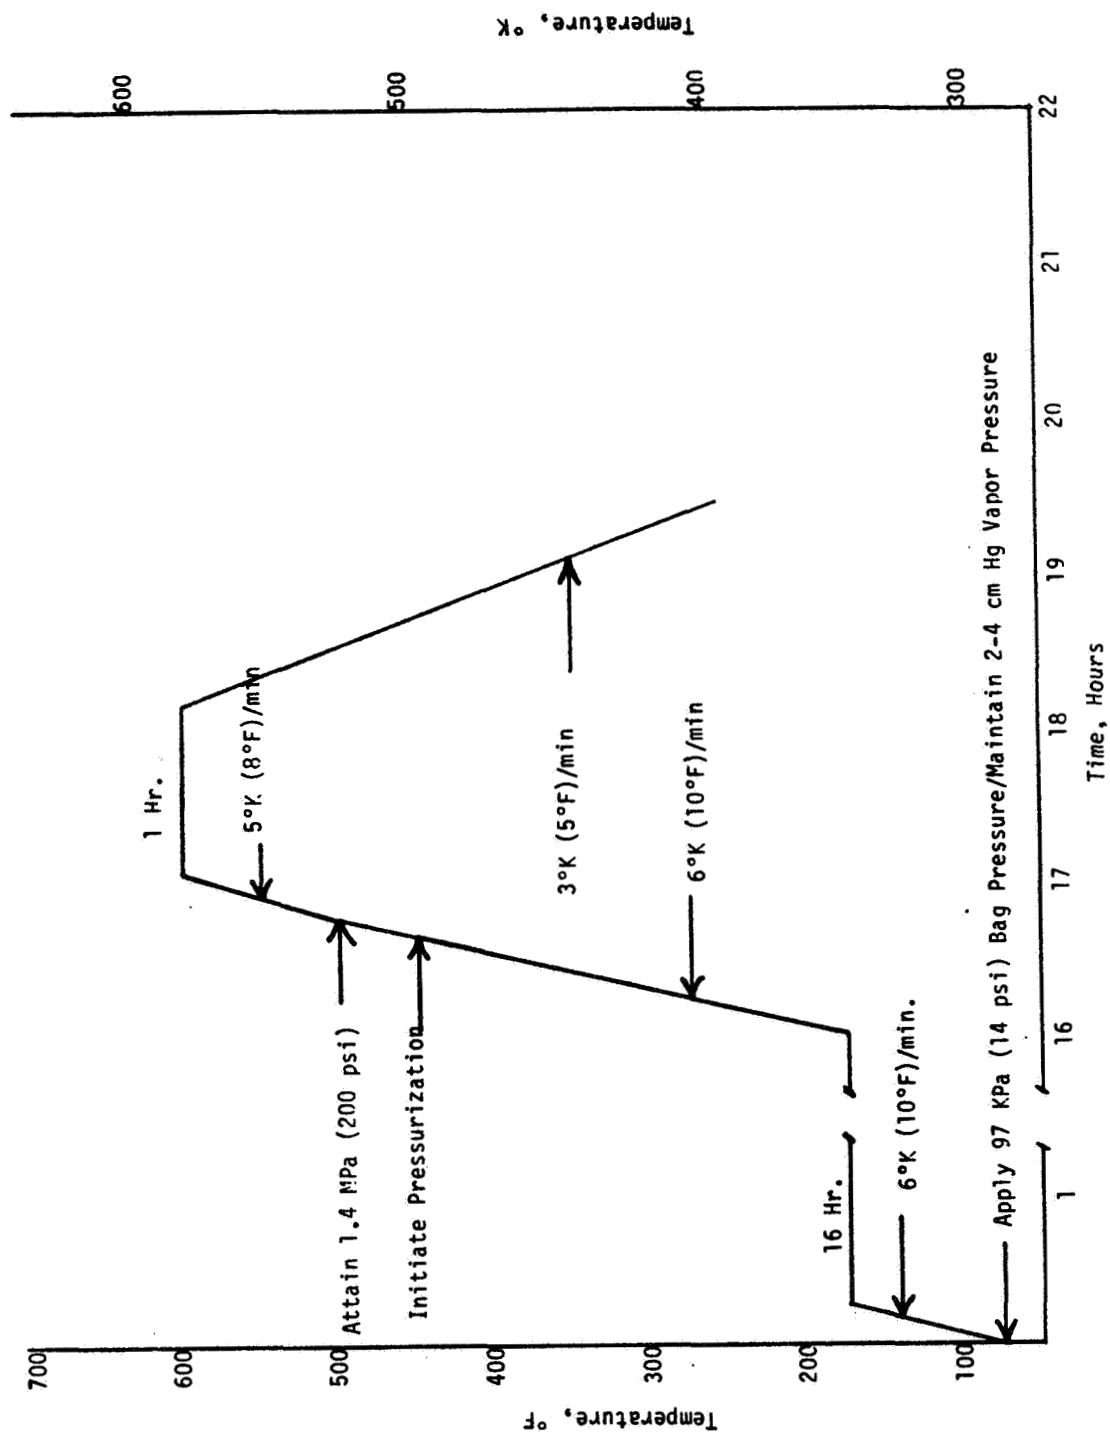 Temperature, °F
700
600
500
400
300
200
100
Temperature, °K
600
500
400
300
1 Hr.
5°K (8°F)/min
Attain 1.4 MPa (200 psi)
Initiate Pressurization
3°K (5°F)/min
6°K (10°F)/min
16 Hr.
6°K (10°F)/min.
Apply 97 KPa (14 psi) Bag Pressure/Maintain 2-4 cm Hg Vapor Pressure
1
16
17
18
19
20
21
22
Time, Hours